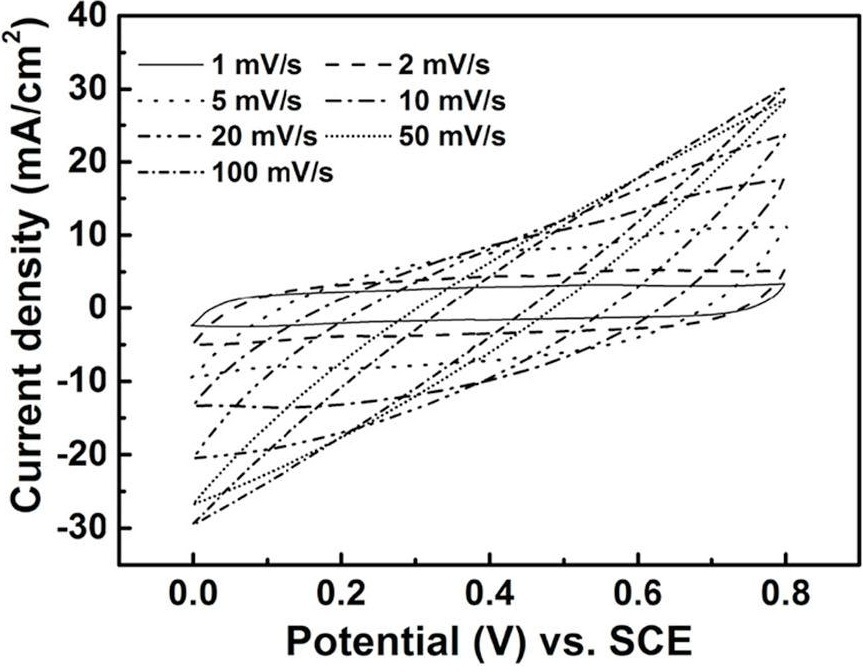 Current density (mA/cm²)
40
30
20
10
0
-10
-20
-30
1 mV/s 2 mV/s
5 mV/s 10 mV/s
20 mV/s 50 mV/s
100 mV/s
0.0 0.2 0.4 0.6 0.8
Potential (V) vs. SCE